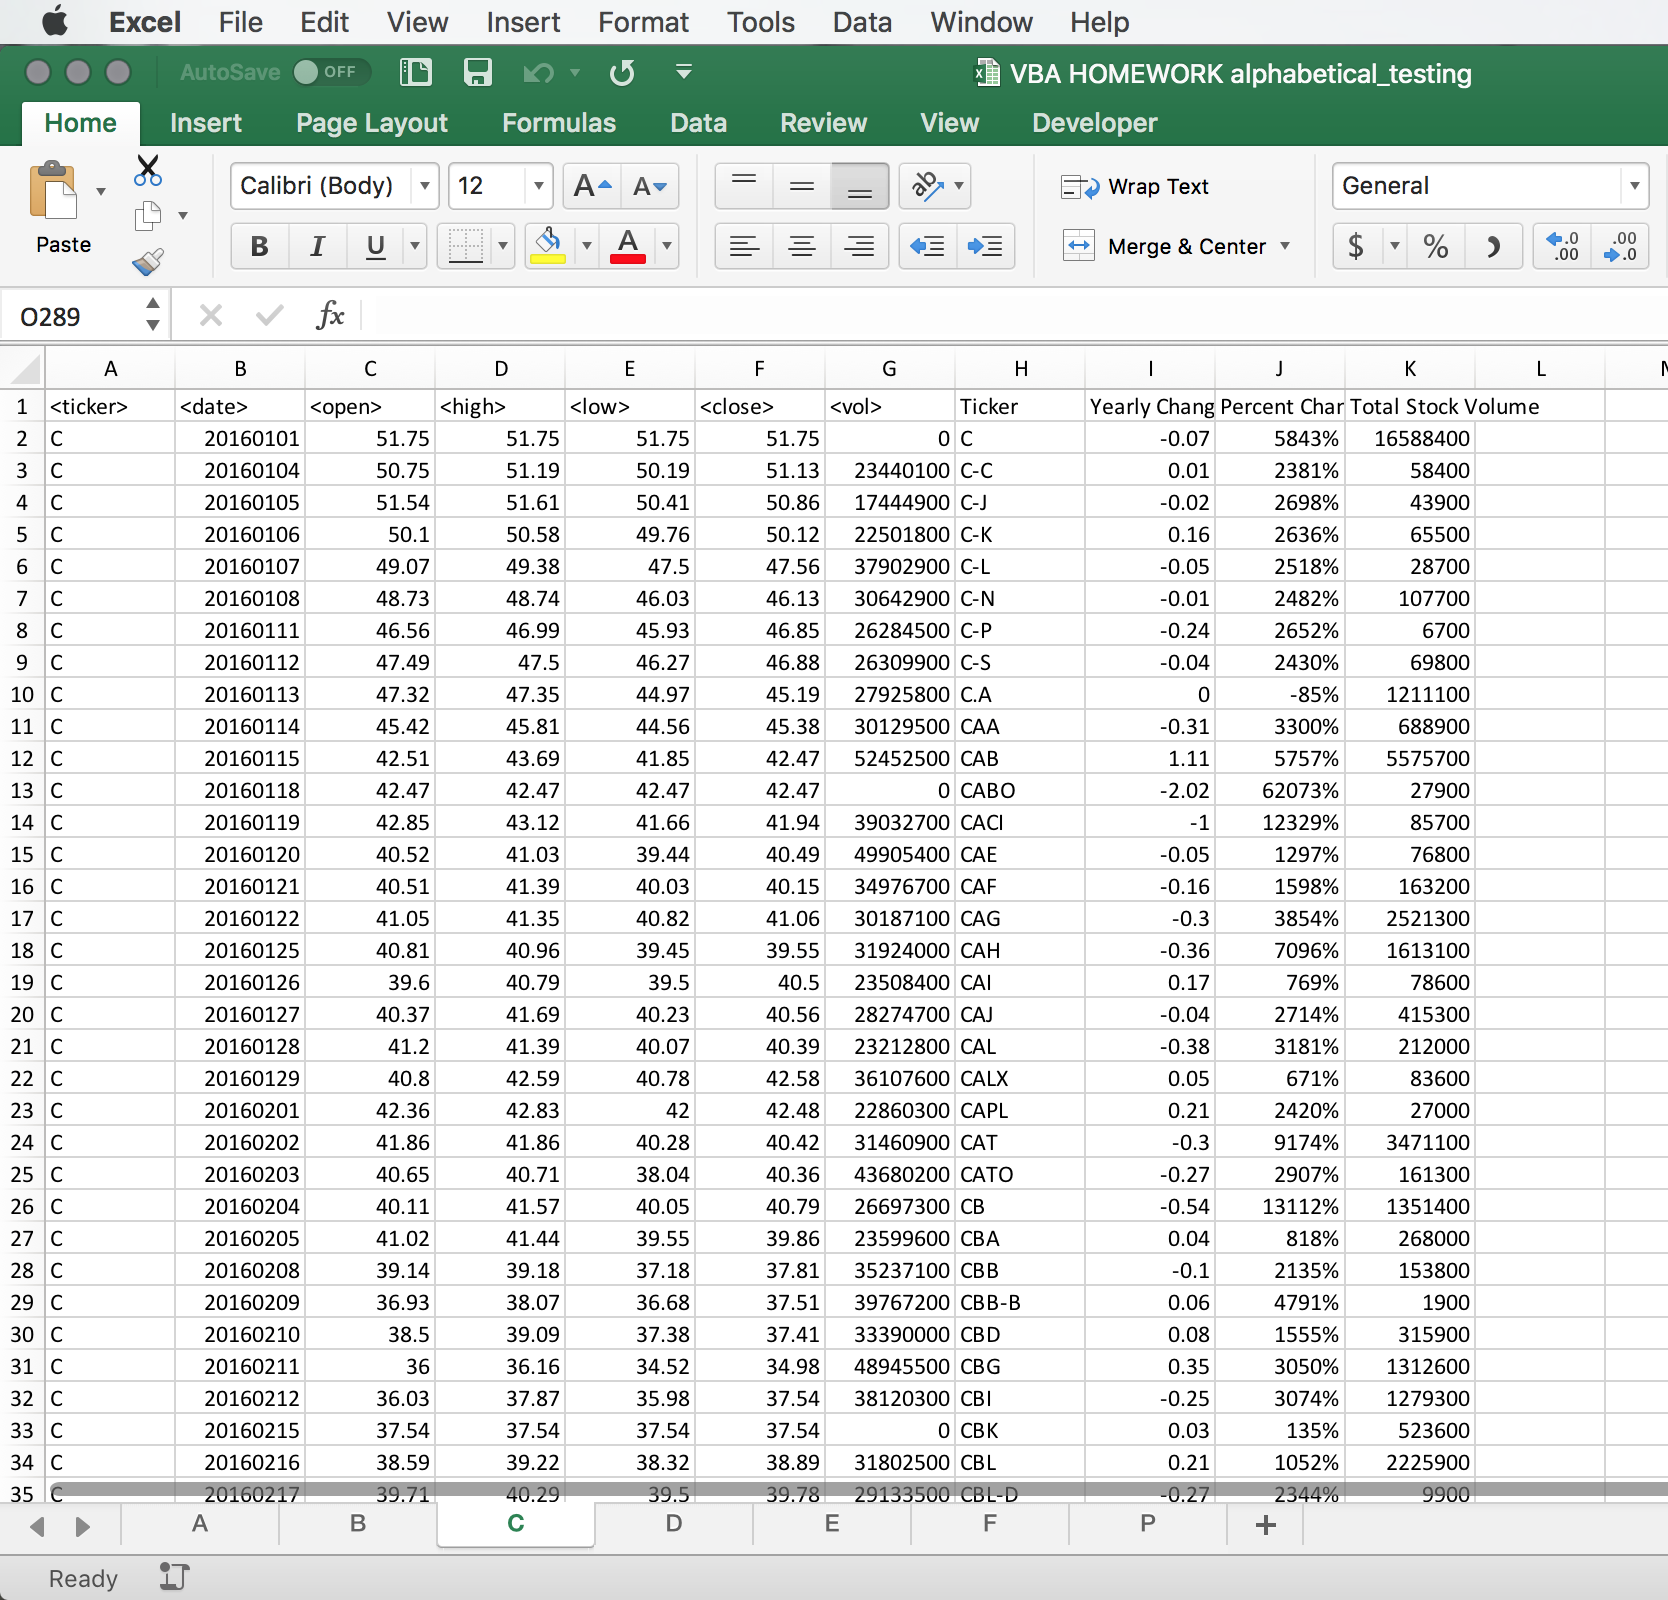 Excel File Edit View Insert Format Tools Data Window Help
AutoSave OFF VBA HOMEWORK alphabetical_testing
Home Insert Page Layout Formulas Data Review View Developer
Paste Calibri (Body) 12 A A ab Wrap Text General
B I U A Merge & Center $ % .0 .00 .00 .0
O289 fx
A B C D E F G H I J K L
1 <ticker> <date> <open> <high> <low> <close> <vol> Ticker Yearly Chang Percent Char Total Stock Volume
2 C 20160101 51.75 51.75 51.75 51.75 0 C -0.07 5843% 16588400
3 C 20160104 50.75 51.19 50.19 51.13 23440100 C-C 0.01 2381% 58400
4 C 20160105 51.54 51.61 50.41 50.86 17444900 C-J -0.02 2698% 43900
5 C 20160106 50.1 50.58 49.76 50.12 22501800 C-K 0.16 2636% 65500
6 C 20160107 49.07 49.38 47.5 47.56 37902900 C-L -0.05 2518% 28700
7 C 20160108 48.73 48.74 46.03 46.13 30642900 C-N -0.01 2482% 107700
8 C 20160111 46.56 46.99 45.93 46.85 26284500 C-P -0.24 2652% 6700
9 C 20160112 47.49 47.5 46.27 46.88 26309900 C-S -0.04 2430% 69800
10 C 20160113 47.32 47.35 44.97 45.19 27925800 C.A 0 -85% 1211100
11 C 20160114 45.42 45.81 44.56 45.38 30129500 CAA -0.31 3300% 688900
12 C 20160115 42.51 43.69 41.85 42.47 52452500 CAB 1.11 5757% 5575700
13 C 20160118 42.47 42.47 42.47 42.47 0 CABO -2.02 62073% 27900
14 C 20160119 42.85 43.12 41.66 41.94 39032700 CACI -1 12329% 85700
15 C 20160120 40.52 41.03 39.44 40.49 49905400 CAE -0.05 1297% 76800
16 C 20160121 40.51 41.39 40.03 40.15 34976700 CAF -0.16 1598% 163200
17 C 20160122 41.05 41.35 40.82 41.06 30187100 CAG -0.3 3854% 2521300
18 C 20160125 40.81 40.96 39.45 39.55 31924000 CAH -0.36 7096% 1613100
19 C 20160126 39.6 40.79 39.5 40.5 23508400 CAI 0.17 769% 78600
20 C 20160127 40.37 41.69 40.23 40.56 28274700 CAJ -0.04 2714% 415300
21 C 20160128 41.2 41.39 40.07 40.39 23212800 CAL -0.38 3181% 212000
22 C 20160129 40.8 42.59 40.78 42.58 36107600 CALX 0.05 671% 83600
23 C 20160201 42.36 42.83 42 42.48 22860300 CAPL 0.21 2420% 27000
24 C 20160202 41.86 41.86 40.28 40.42 31460900 CAT -0.3 9174% 3471100
25 C 20160203 40.65 40.71 38.04 40.36 43680200 CATO -0.27 2907% 161300
26 C 20160204 40.11 41.57 40.05 40.79 26697300 CB -0.54 13112% 1351400
27 C 20160205 41.02 41.44 39.55 39.86 23599600 CBA 0.04 818% 268000
28 C 20160208 39.14 39.18 37.18 37.81 35237100 CBB -0.1 2135% 153800
29 C 20160209 36.93 38.07 36.68 37.51 39767200 CBB-B 0.06 4791% 1900
30 C 20160210 38.5 39.09 37.38 37.41 33390000 CBD 0.08 1555% 315900
31 C 20160211 36 36.16 34.52 34.98 48945500 CBG 0.35 3050% 1312600
32 C 20160212 36.03 37.87 35.98 37.54 38120300 CBI -0.25 3074% 1279300
33 C 20160215 37.54 37.54 37.54 37.54 0 CBK 0.03 135% 523600
34 C 20160216 38.59 39.22 38.32 38.89 31802500 CBL 0.21 1052% 2225900
35 C 20160217 39.71 40.29 39.5 39.78 29133500 CBL-D -0.27 2344% 9900
A B C D E F P +
Ready